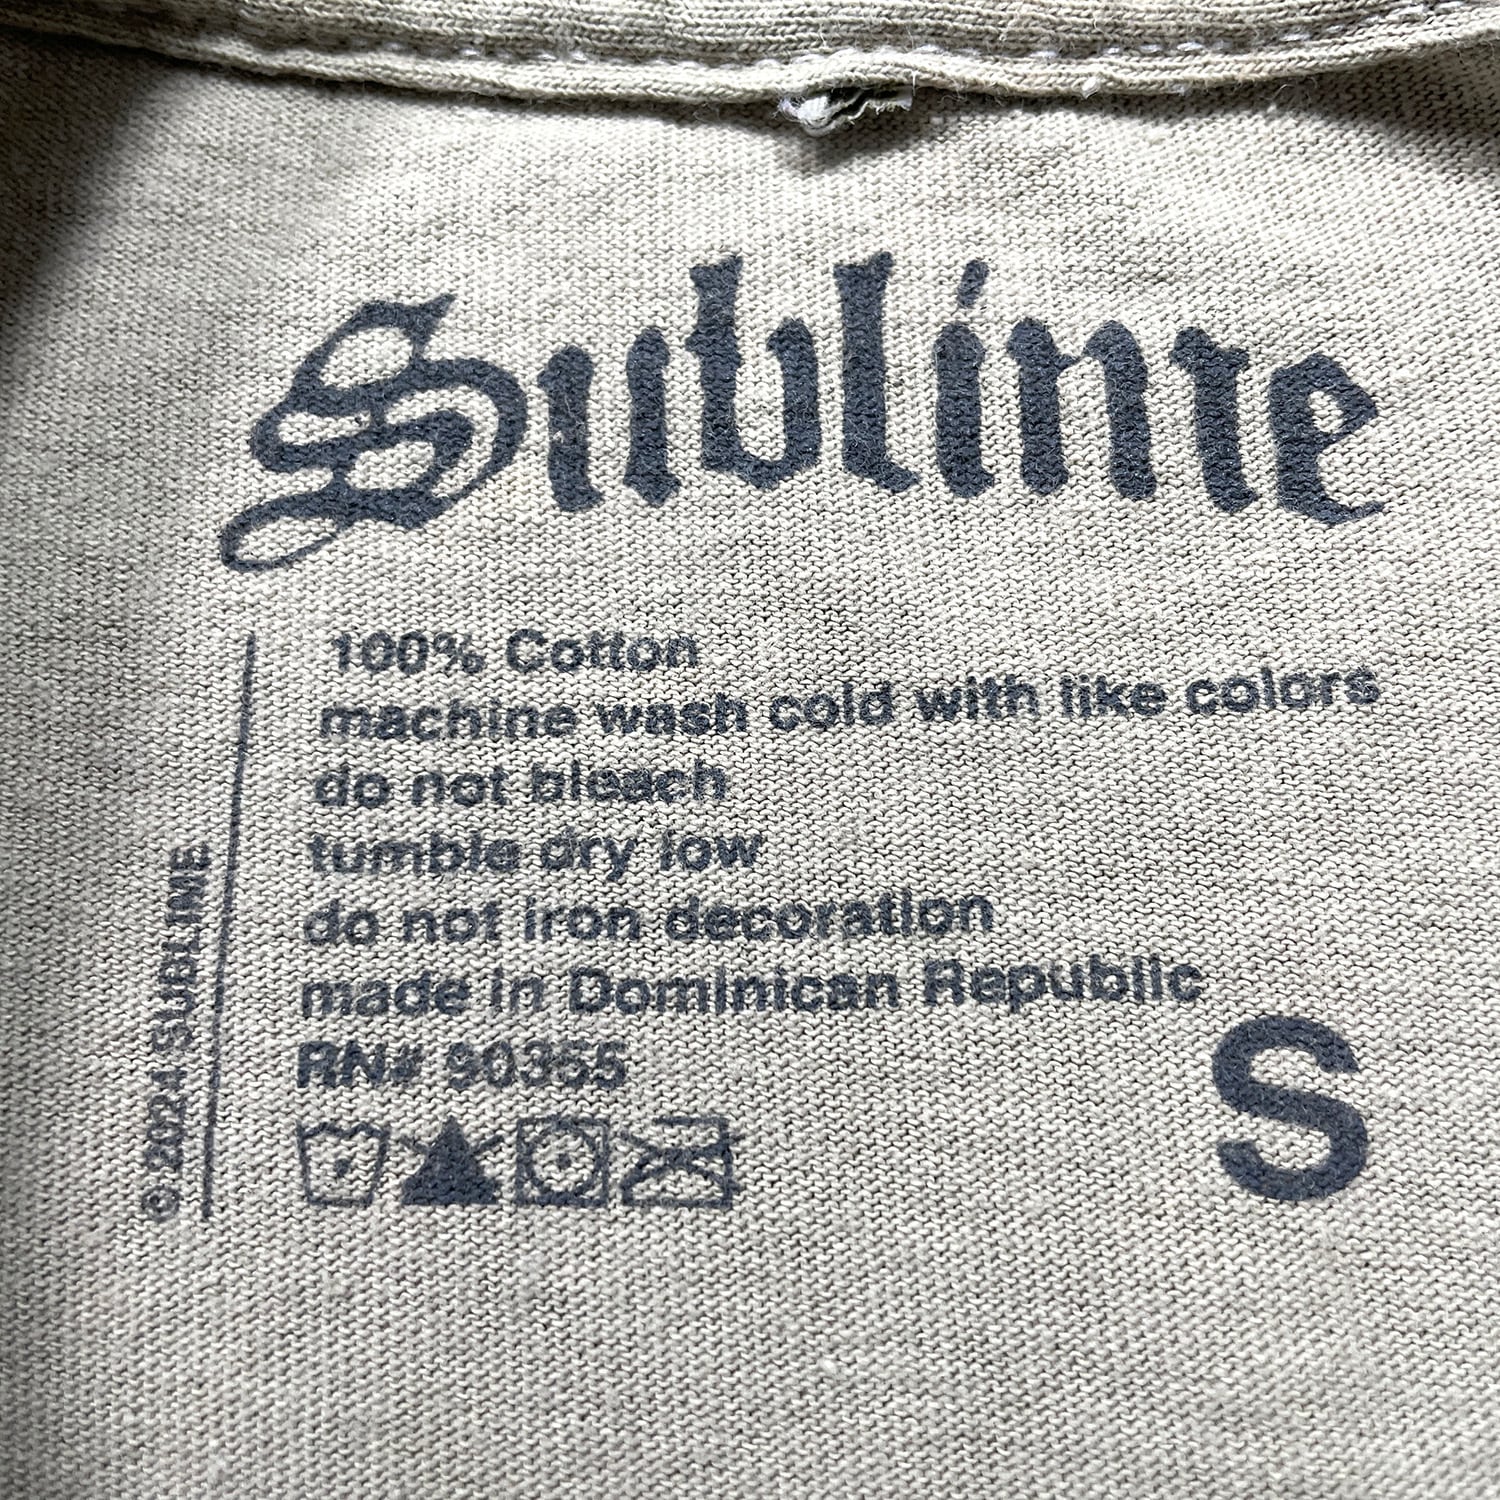 Sublime
100% Cotton
machine wash cold with like colors
do not bleach
tumble dry low
do not iron decoration
made in Dominican Republic
RN# 90355
S
© 2024 SUBLIME